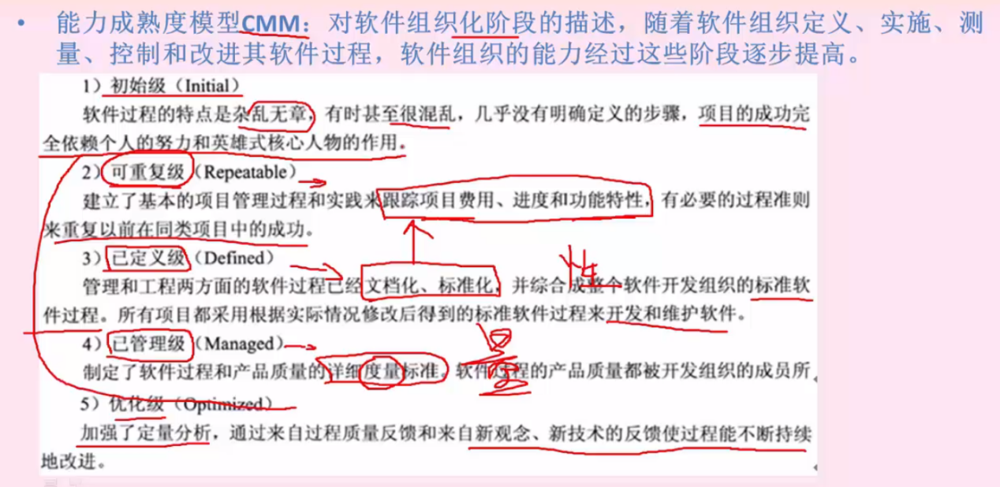 • 能力成熟度模型CMM：对软件组织化阶段的描述，随着软件组织定义、实施、测
量、控制和改进其软件过程，软件组织的能力经过这些阶段逐步提高。
1）初始级（Initial）
软件过程的特点是杂乱无章，有时甚至很混乱，几乎没有明确定义的步骤，项目的成功完
全依赖个人的努力和英雄式核心人物的作用。
2）可重复级（Repeatable）
建立了基本的项目管理过程和实践来跟踪项目费用、进度和功能特性，有必要的过程准则
来重复以前在同类项目中的成功。
3）已定义级（Defined）
性
管理和工程两方面的软件过程已经文档化、标准化，并综合成整个软件开发组织的标准软
件过程。所有项目都采用根据实际情况修改后得到的标准软件过程来开发和维护软件。
4）已管理级（Managed）
制定了软件过程和产品质量的详细度量标准。软件过程的产品质量都被开发组织的成员所
5）优化级（Optimized）
加强了定量分析，通过来自过程质量反馈和来自新观念、新技术的反馈使过程能不断持续
地改进。